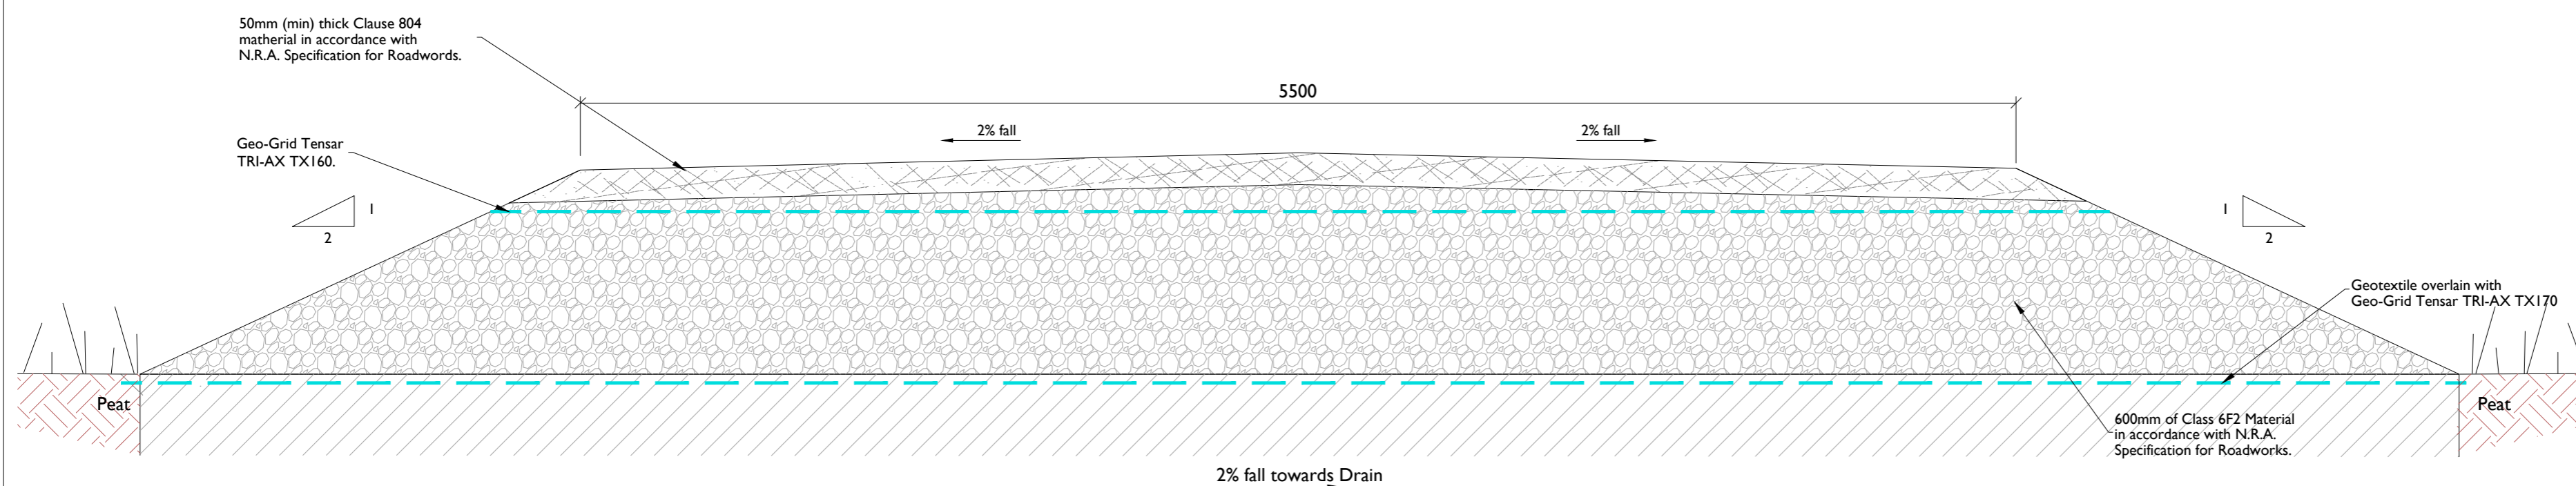 50mm (min) thick Clause 804
matherial in accordance with
N.R.A. Specification for Roadwords.
5500
2% fall
2% fall
Geo-Grid Tensar
TRI-AX TX160.
1
2
1
2
Geotextile overlain with
Geo-Grid Tensar TRI-AX TX170
Peat
Peat
600mm of Class 6F2 Material
in accordance with N.R.A.
Specification for Roadworks.
2% fall towards Drain